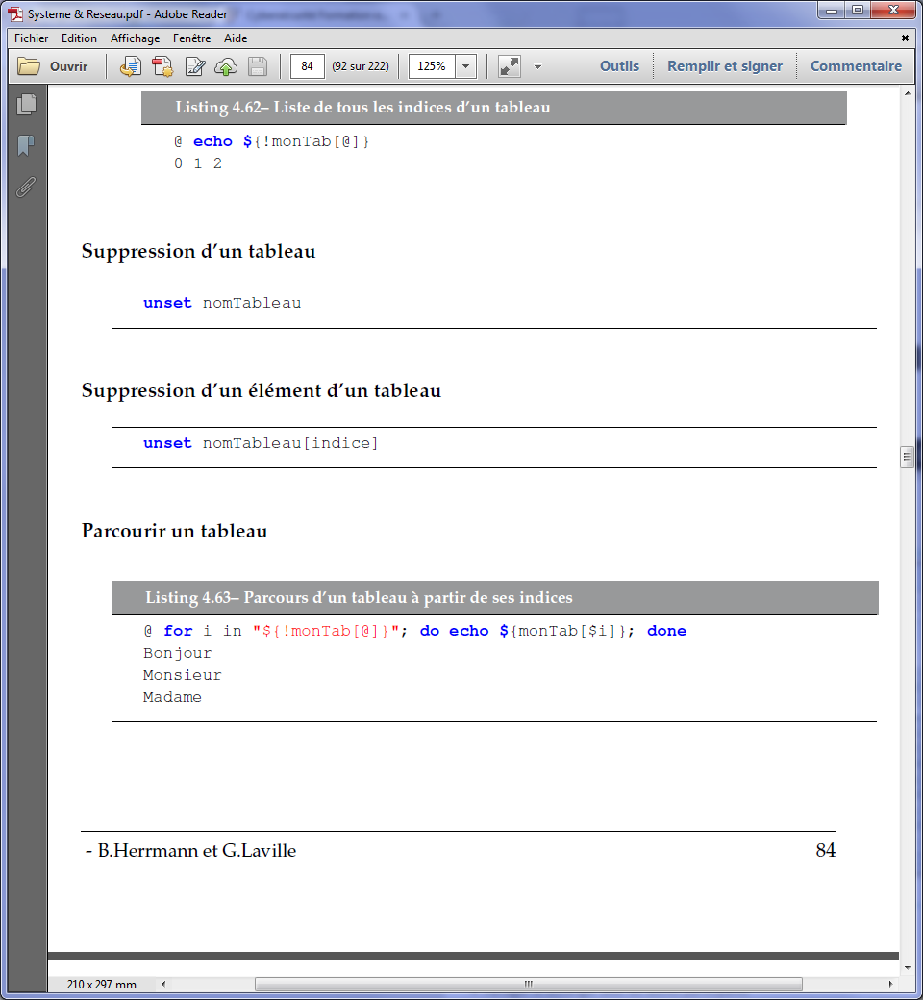 Systeme & Reseau.pdf - Adobe Reader
Fichier Edition Affichage Fenêtre Aide
Ouvrir 84 (92 sur 222) 125% Outils Remplir et signer Commentaire
Listing 4.62– Liste de tous les indices d'un tableau
@ echo ${!monTab[@]}
0 1 2
Suppression d'un tableau
unset nomTableau
Suppression d'un élément d'un tableau
unset nomTableau[indice]
Parcourir un tableau
Listing 4.63– Parcours d'un tableau à partir de ses indices
@ for i in "${!monTab[@]}"; do echo ${monTab[$i]}; done
Bonjour
Monsieur
Madame
- B.Herrmann et G.Laville 84
210 x 297 mm